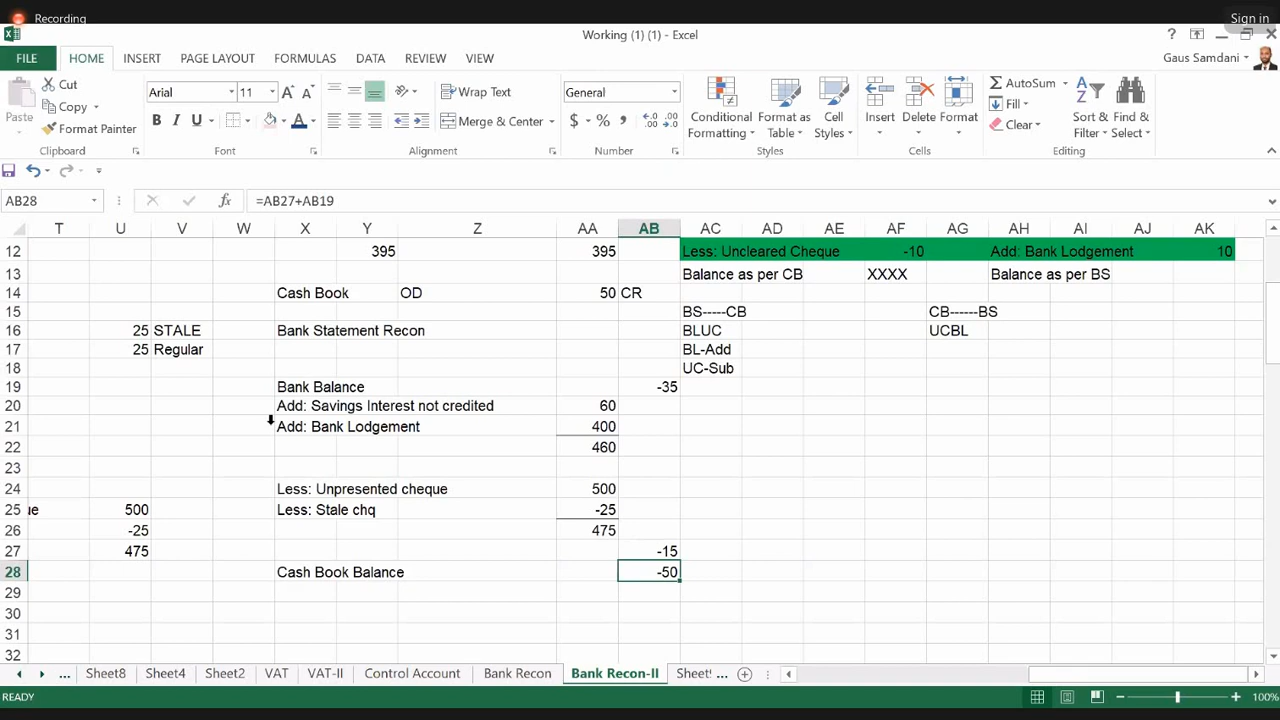 Recording
Sign in
Working (1) (1) - Excel
Gaus Samdani
FILE HOME INSERT PAGE LAYOUT FORMULAS DATA REVIEW VIEW
Paste
Cut
Copy
Format Painter
Clipboard
Arial 11
B I U A
Font
Wrap Text
Merge & Center
Alignment
General
$ % ,
Number
Conditional Formatting
Format as Table
Cell Styles
Styles
Insert
Delete
Format
Cells
AutoSum
Fill
Clear
Sort & Filter
Find & Select
Editing
AB28 fx =AB27+AB19
T U V W X Y Z AA AB AC AD AE AF AG AH AI AJ AK
12 395 395 Less: Uncleared Cheque -10 Add: Bank Lodgement 10
13 Balance as per CB XXXX Balance as per BS
14 Cash Book OD 50 CR
15 BS-----CB CB------BS
16 25 STALE Bank Statement Recon BLUC UCBL
17 25 Regular BL-Add
18 UC-Sub
19 Bank Balance -35
20 Add: Savings Interest not credited 60
21 Add: Bank Lodgement 400
22 460
23
24 Less: Unpresented cheque 500
25 ue 500 Less: Stale chq -25
26 -25 475
27 475 -15
28 Cash Book Balance -50
29
30
31
32
... Sheet8 Sheet4 Sheet2 VAT VAT-II Control Account Bank Recon Bank Recon-II Sheet! ...
READY 100%